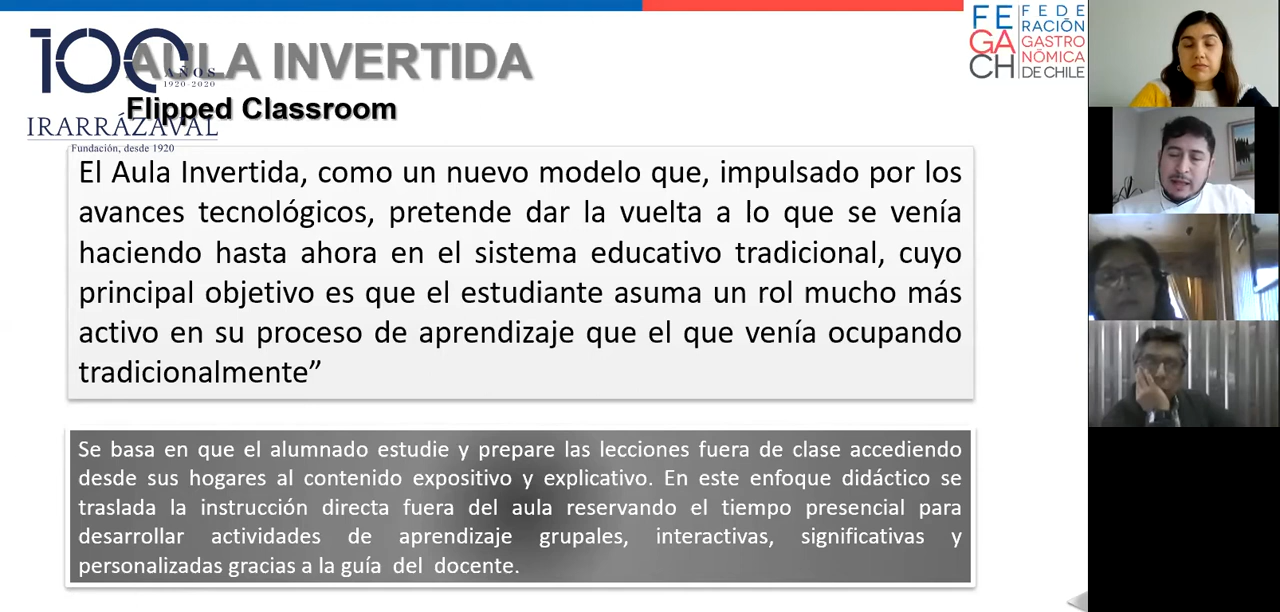 100
AÑOS
1920-2020
IRARRÁZAVAL
Fundación, desde 1920
AULA INVERTIDA
Flipped Classroom
FE
GA
CH
FEDE
RACIÓN
GASTRO
NÓMICA
DE CHILE
El Aula Invertida, como un nuevo modelo que, impulsado por los
avances tecnológicos, pretende dar la vuelta a lo que se venía
haciendo hasta ahora en el sistema educativo tradicional, cuyo
principal objetivo es que el estudiante asuma un rol mucho más
activo en su proceso de aprendizaje que el que venía ocupando
tradicionalmente”
Se basa en que el alumnado estudie y prepare las lecciones fuera de clase accediendo
desde sus hogares al contenido expositivo y explicativo. En este enfoque didáctico se
traslada la instrucción directa fuera del aula reservando el tiempo presencial para
desarrollar actividades de aprendizaje grupales, interactivas, significativas y
personalizadas gracias a la guía del docente.